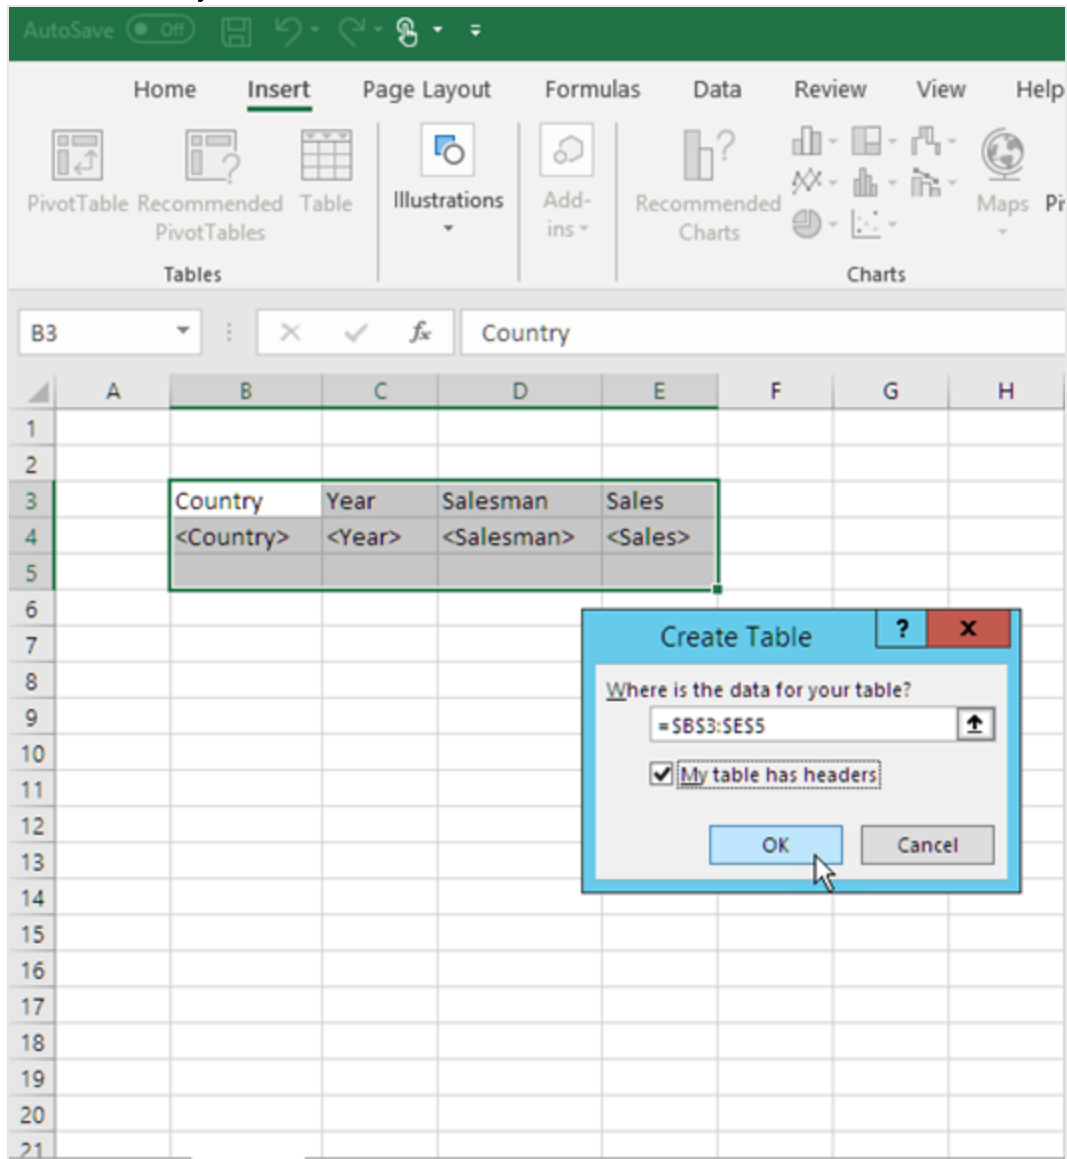 AutoSave Off
Home Insert Page Layout Formulas Data Review View Help
PivotTable Recommended PivotTables Table Illustrations Add-ins Recommended Charts Maps
Tables Charts
B3 fx Country
A B C D E F G H
1
2
3 Country Year Salesman Sales
4 <Country> <Year> <Salesman> <Sales>
5
6
Create Table ? X
7
8 Where is the data for your table?
9 =$B$3:$E$5
10
11 My table has headers
12
13 OK Cancel
14
15
16
17
18
19
20
21